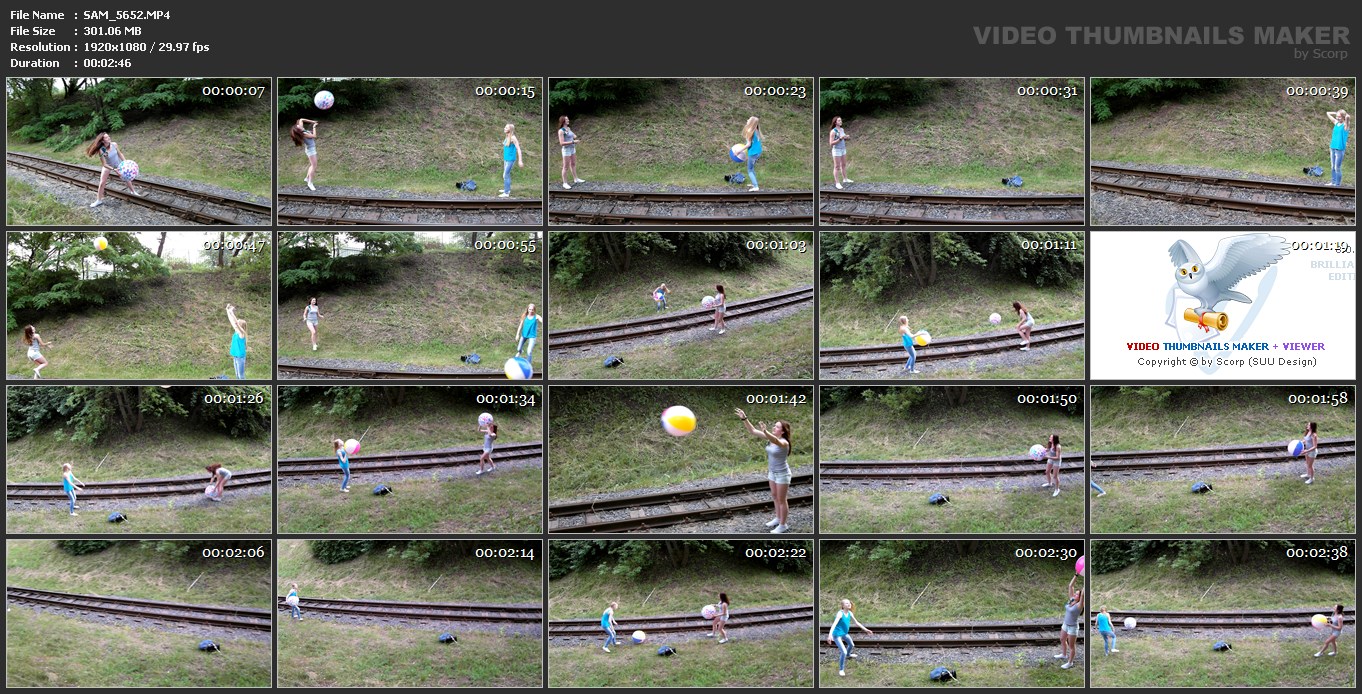 File Name : SAM_5652.MP4
File Size : 301.06 MB
Resolution : 1920x1080 / 29.97 fps
Duration : 00:02:46
VIDEO THUMBNAILS MAKER
by Scorp
00:00:07
00:00:15
00:00:23
00:00:31
00:00:39
00:00:47
00:00:55
00:01:03
00:01:11
00:01:19
BRILLIA
EDITI
VIDEO THUMBNAILS MAKER + VIEWER
Copyright © by Scorp (SUU Design)
00:01:26
00:01:34
00:01:42
00:01:50
00:01:58
00:02:06
00:02:14
00:02:22
00:02:30
00:02:38